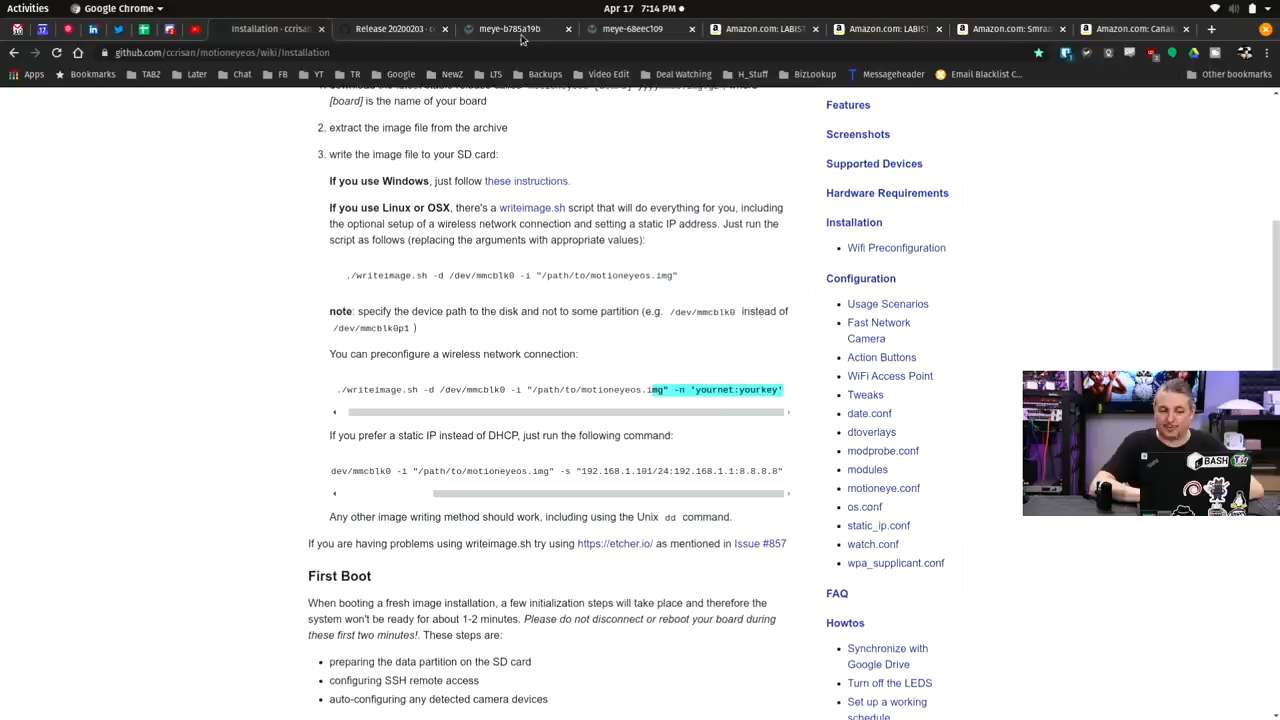 Activities
Google Chrome
Apr 17 7:14 PM
Installation · ccrisan
Release 20200203 · c
meye-b785a19b
meye-68eec109
Amazon.com: LABIST
Amazon.com: LABIST
Amazon.com: Smraz
Amazon.com: Canak
github.com/ccrisan/motioneyeos/wiki/Installation
Apps
Bookmarks
TABZ
Later
Chat
FB
YT
TR
Google
NewZ
LTS
Backups
Video Edit
Deal Watching
H_Stuff
BizLookup
Messageheader
Email Blacklist C...
Other bookmarks
[board] is the name of your board
2. extract the image file from the archive
3. write the image file to your SD card:
If you use Windows, just follow these instructions.
If you use Linux or OSX, there's a writeimage.sh script that will do everything for you, including
the optional setup of a wireless network connection and setting a static IP address. Just run the
script as follows (replacing the arguments with appropriate values):
./writeimage.sh -d /dev/mmcblk0 -i "/path/to/motioneyeos.img"
note: specify the device path to the disk and not to some partition (e.g. /dev/mmcblk0 instead of
/dev/mmcblk0p1 )
You can preconfigure a wireless network connection:
./writeimage.sh -d /dev/mmcblk0 -i "/path/to/motioneyeos.img" -n 'yournet:yourkey'
If you prefer a static IP instead of DHCP, just run the following command:
dev/mmcblk0 -i "/path/to/motioneyeos.img" -s "192.168.1.101/24:192.168.1.1:8.8.8.8"
Any other image writing method should work, including using the Unix dd command.
If you are having problems using writeimage.sh try using https://etcher.io/ as mentioned in Issue #857
First Boot
When booting a fresh image installation, a few initialization steps will take place and therefore the
system won't be ready for about 1-2 minutes. Please do not disconnect or reboot your board during
these first two minutes!. These steps are:
preparing the data partition on the SD card
configuring SSH remote access
auto-configuring any detected camera devices
Features
Screenshots
Supported Devices
Hardware Requirements
Installation
Wifi Preconfiguration
Configuration
Usage Scenarios
Fast Network
Camera
Action Buttons
WiFi Access Point
Tweaks
date.conf
dtoverlays
modprobe.conf
modules
motioneye.conf
os.conf
static_ip.conf
watch.conf
wpa_supplicant.conf
FAQ
Howtos
Synchronize with
Google Drive
Turn off the LEDS
Set up a working
schedule
BASH